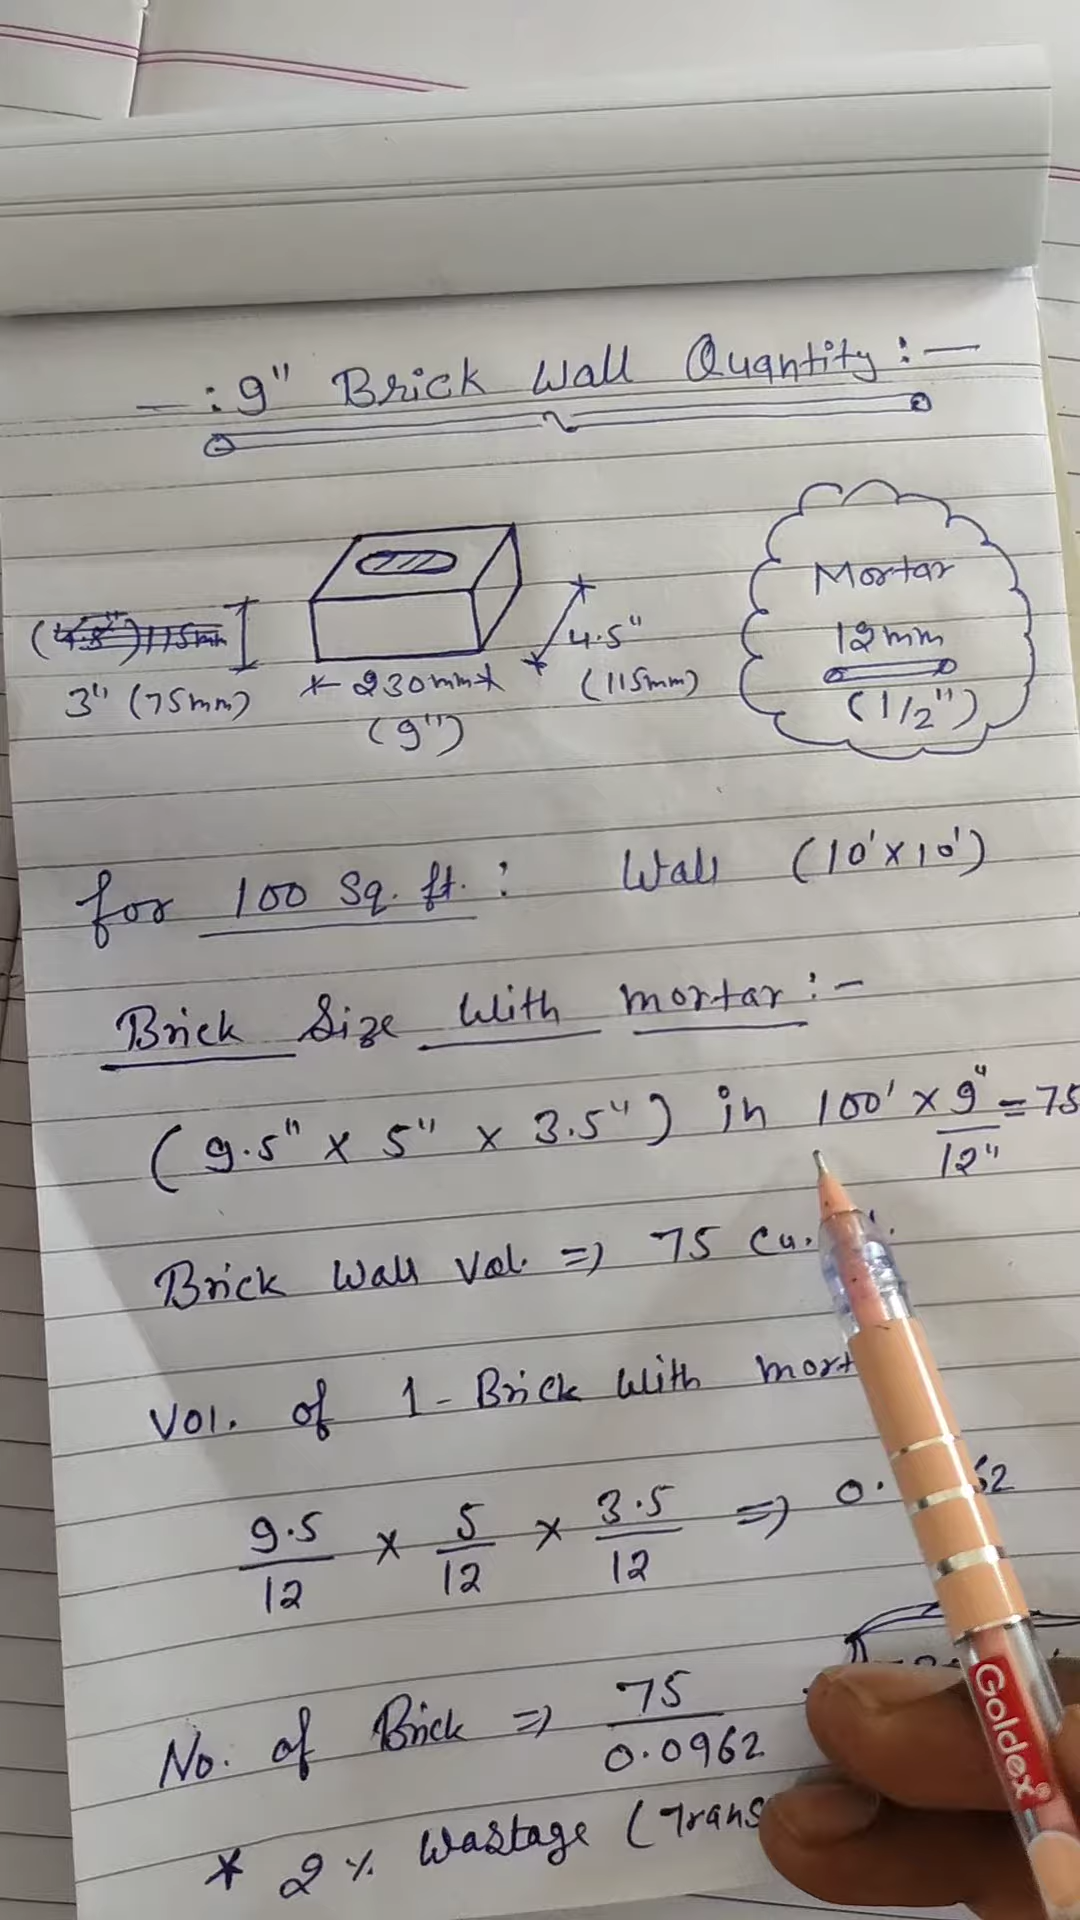 -: 9" Brick Wall Quantity :-
Mortar
12mm
(1/2")
(4.5") 115mm
3" (75mm)
230mm
(9")
4.5"
(115mm)
for 100 Sq. ft. : Wall (10'x10')
Brick Size With mortar :-
(9.5" x 5" x 3.5") in 100' x 9"/12" = 75
Brick Wall Vol. => 75 Cu.
Vol. of 1 - Brick With
9.5/12 x 5/12 x 3.5/12 =>
No. of Brick => 75/0.0962
* 2 % Wastage (
Goldex